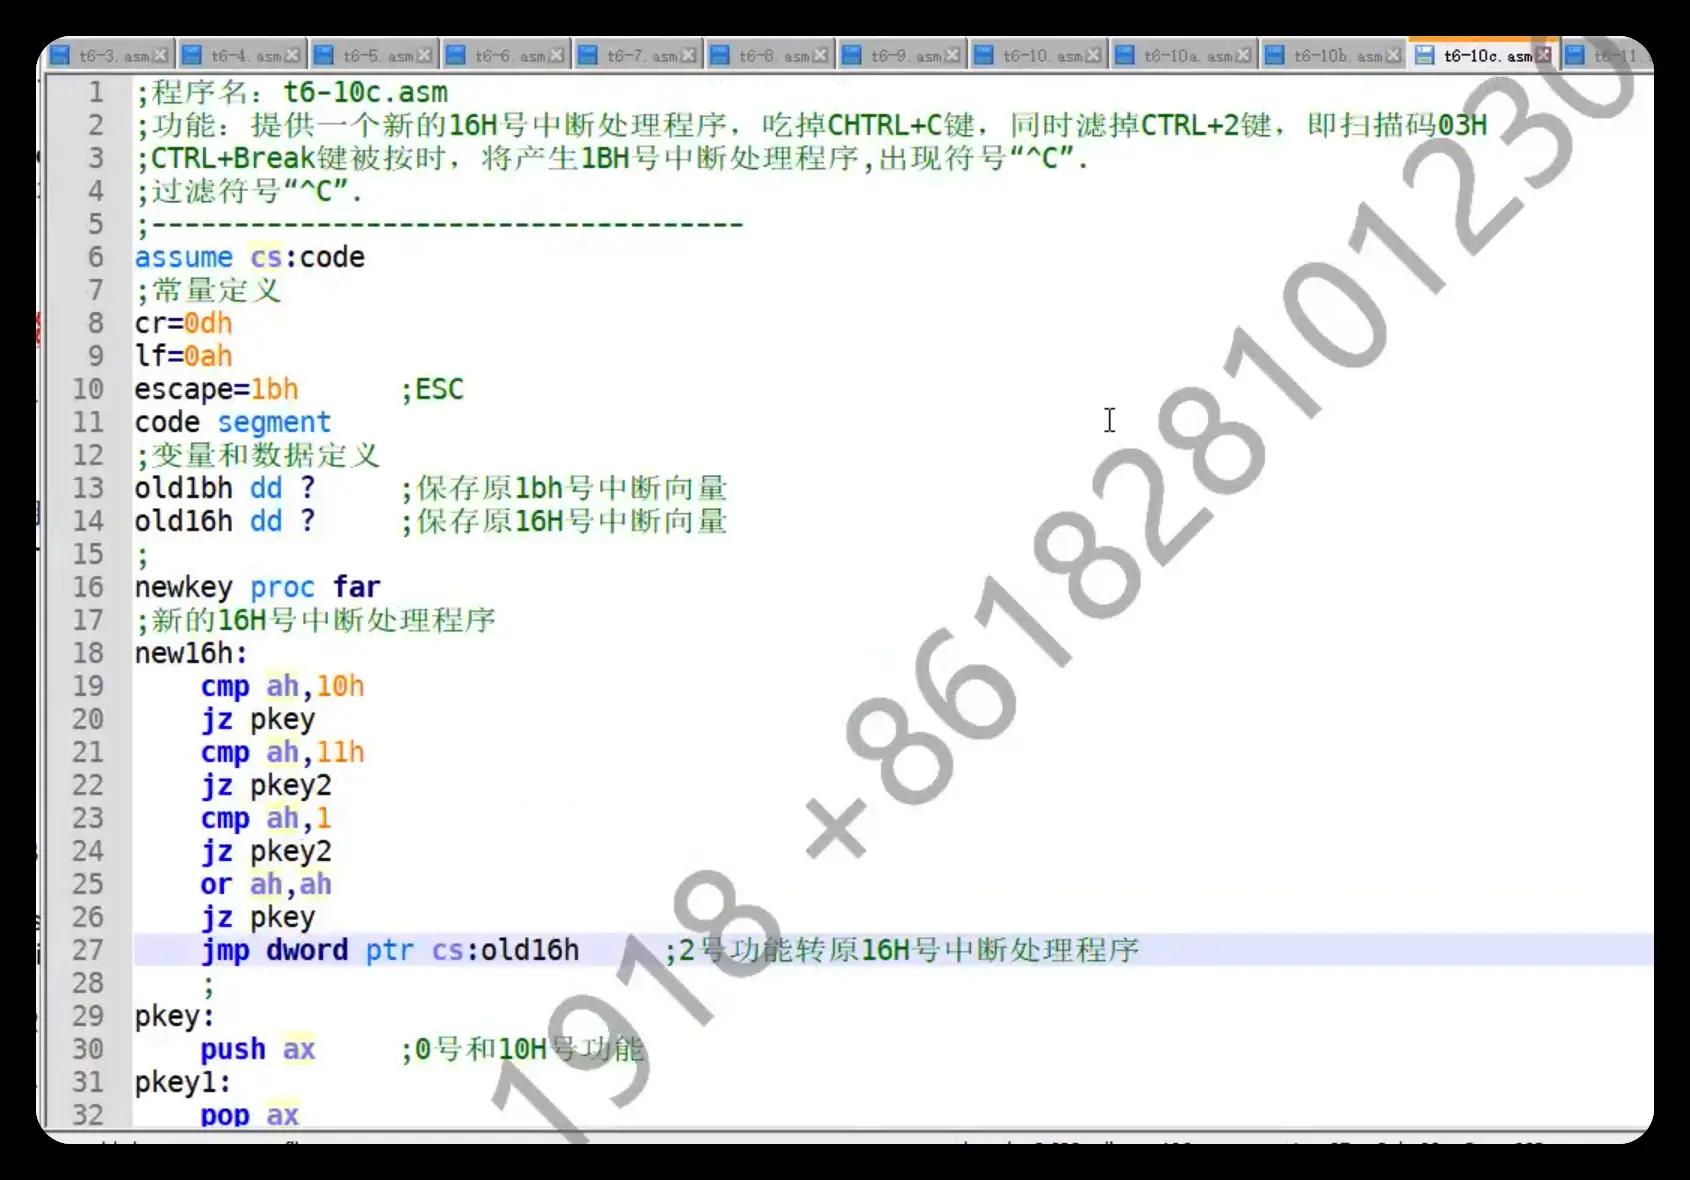 t6-3.asm t6-4.asm t6-5.asm t6-6.asm t6-7.asm t6-8.asm t6-9.asm t6-10.asm t6-10a.asm t6-10b.asm t6-10c.asm t6-11.
1 ;程序名：t6-10c.asm
2 ;功能：提供一个新的16H号中断处理程序，吃掉CHTRL+C键，同时滤掉CTRL+2键，即扫描码03H
3 ;CTRL+Break键被按时，将产生1BH号中断处理程序,出现符号“^C”.
4 ;过滤符号“^C”.
5 ;------------------------------------
6 assume cs:code
7 ;常量定义
8 cr=0dh
9 lf=0ah
10 escape=1bh ;ESC
11 code segment
12 ;变量和数据定义
13 old1bh dd ? ;保存原1bh号中断向量
14 old16h dd ? ;保存原16H号中断向量
15 ;
16 newkey proc far
17 ;新的16H号中断处理程序
18 new16h:
19 cmp ah,10h
20 jz pkey
21 cmp ah,11h
22 jz pkey2
23 cmp ah,1
24 jz pkey2
25 or ah,ah
26 jz pkey
27 jmp dword ptr cs:old16h ;2号功能转原16H号中断处理程序
28 ;
29 pkey:
30 push ax ;0号和10H号功能
31 pkey1:
32 pop ax
1918 +861828101230